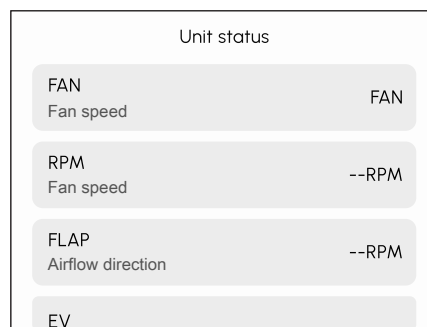 Unit status
FAN
Fan speed
FAN
RPM
Fan speed
--RPM
FLAP
Airflow direction
--RPM
EV